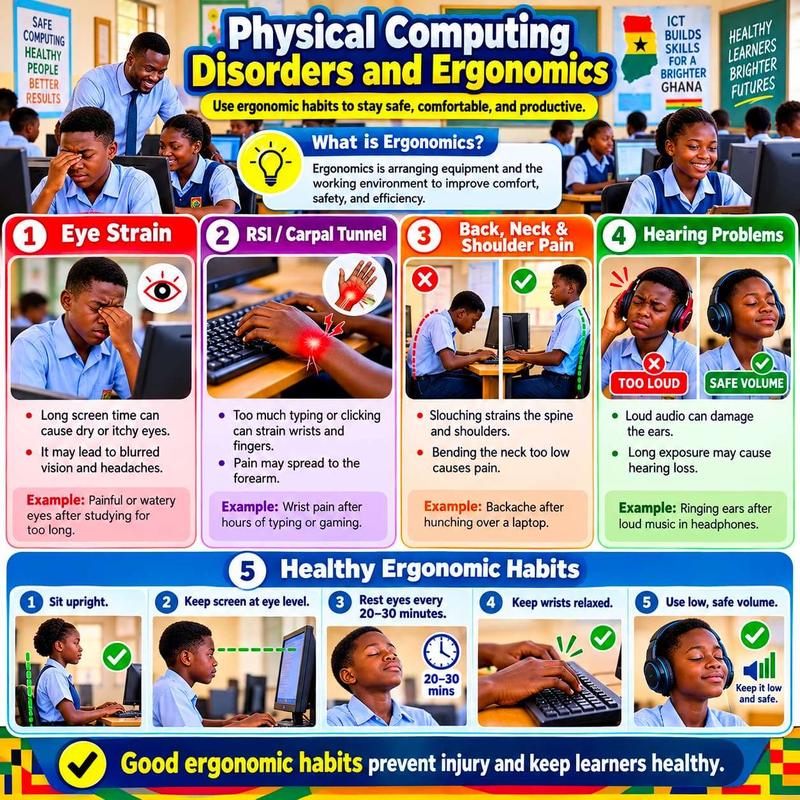 SAFE
COMPUTING
HEALTHY
PEOPLE
BETTER
RESULTS
Physical Computing
Disorders and Ergonomics
Use ergonomic habits to stay safe, comfortable, and productive.
ICT
BUILDS
SKILLS
FOR A
BRIGHTER
GHANA
HEALTHY
LEARNERS
BRIGHTER
FUTURES
What is Ergonomics?
Ergonomics is arranging equipment and the
working environment to improve comfort,
safety, and efficiency.
1 Eye Strain
• Long screen time can
cause dry or itchy eyes.
• It may lead to blurred
vision and headaches.
Example: Painful or watery
eyes after studying for
too long.
2 RSI / Carpal Tunnel
• Too much typing or clicking
can strain wrists and
fingers.
• Pain may spread to the
forearm.
Example: Wrist pain after
hours of typing or gaming.
3 Back, Neck &
Shoulder Pain
• Slouching strains the spine
and shoulders.
• Bending the neck too low
causes pain.
Example: Backache after
hunching over a laptop.
4 Hearing Problems
TOO LOUD
SAFE VOLUME
• Loud audio can damage
the ears.
• Long exposure may cause
hearing loss.
Example: Ringing ears after
loud music in headphones.
5 Healthy Ergonomic Habits
1 Sit upright.
2 Keep screen at eye level.
3 Rest eyes every
20–30 minutes.
20–30
mins
4 Keep wrists relaxed.
5 Use low, safe volume.
Keep it low
and safe.
Good ergonomic habits prevent injury and keep learners healthy.